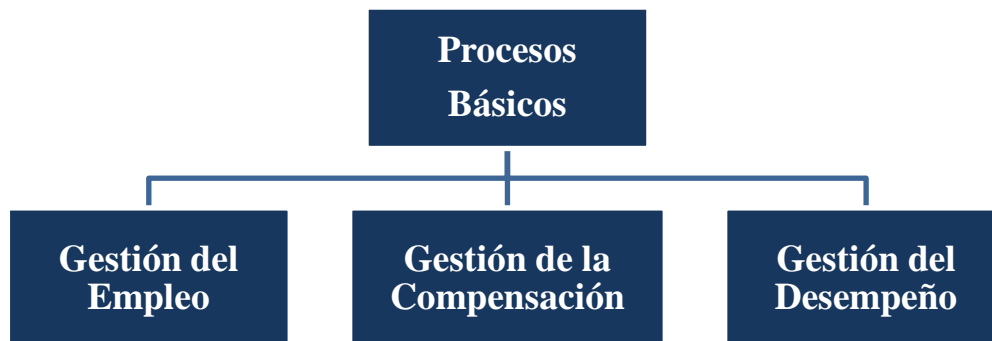 Procesos
Básicos
Gestión del
Empleo
Gestión de la
Compensación
Gestión del
Desempeño